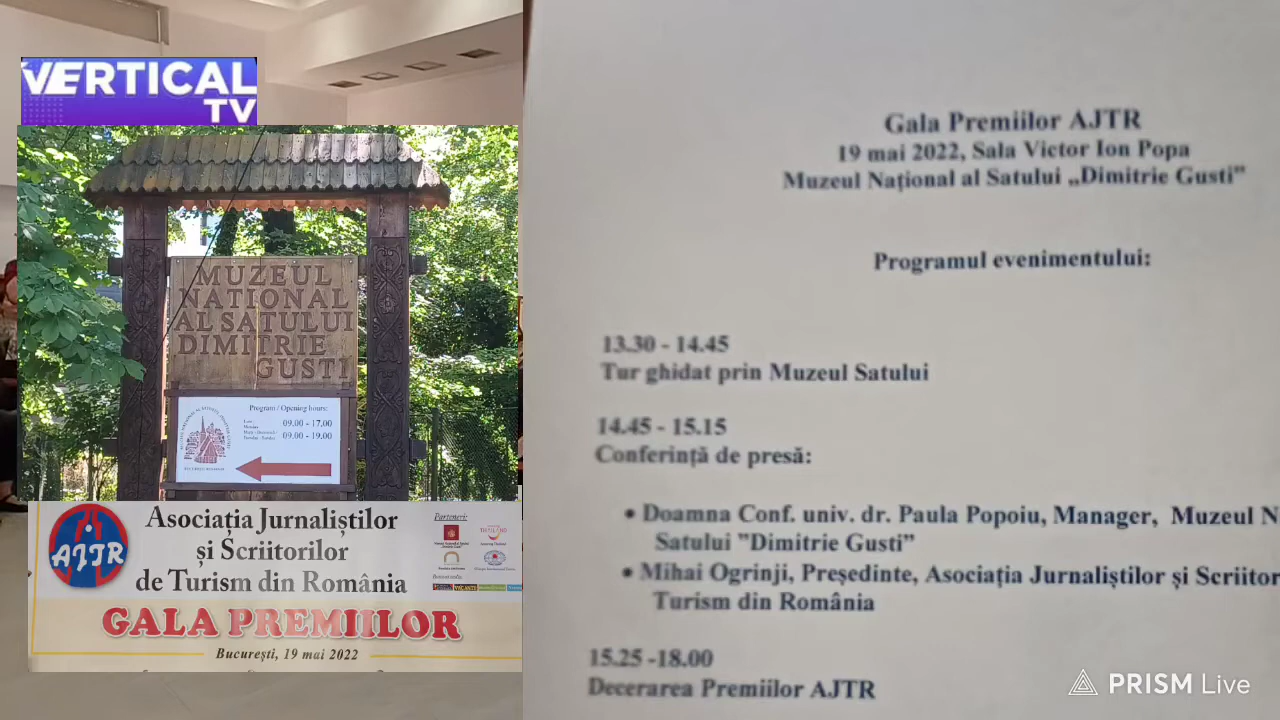 VERTICAL
TV
MUZEUL
NATIONAL
AL SATULUI
DIMITRIE
GUSTI
Program / Opening hours:
09.00 - 17.00
09.00 - 19.00
AJTR
Asociația Jurnaliștilor
și Scriitorilor
de Turism din România
Parteneri:
GALA PREMIILOR
București, 19 mai 2022
Gala Premiilor AJTR
19 mai 2022, Sala Victor Ion Popa
Muzeul Național al Satului „Dimitrie Gusti”
Programul evenimentului:
13.30 - 14.45
Tur ghidat prin Muzeul Satului
14.45 - 15.15
Conferință de presă:
• Doamna Conf. univ. dr. Paula Popoiu, Manager, Muzeul N
Satului "Dimitrie Gusti”
• Mihai Ogrinji, Președinte, Asociația Jurnaliștilor și Scriitor
Turism din România
15.25 -18.00
Decerarea Premiilor AJTR
PRISM Live